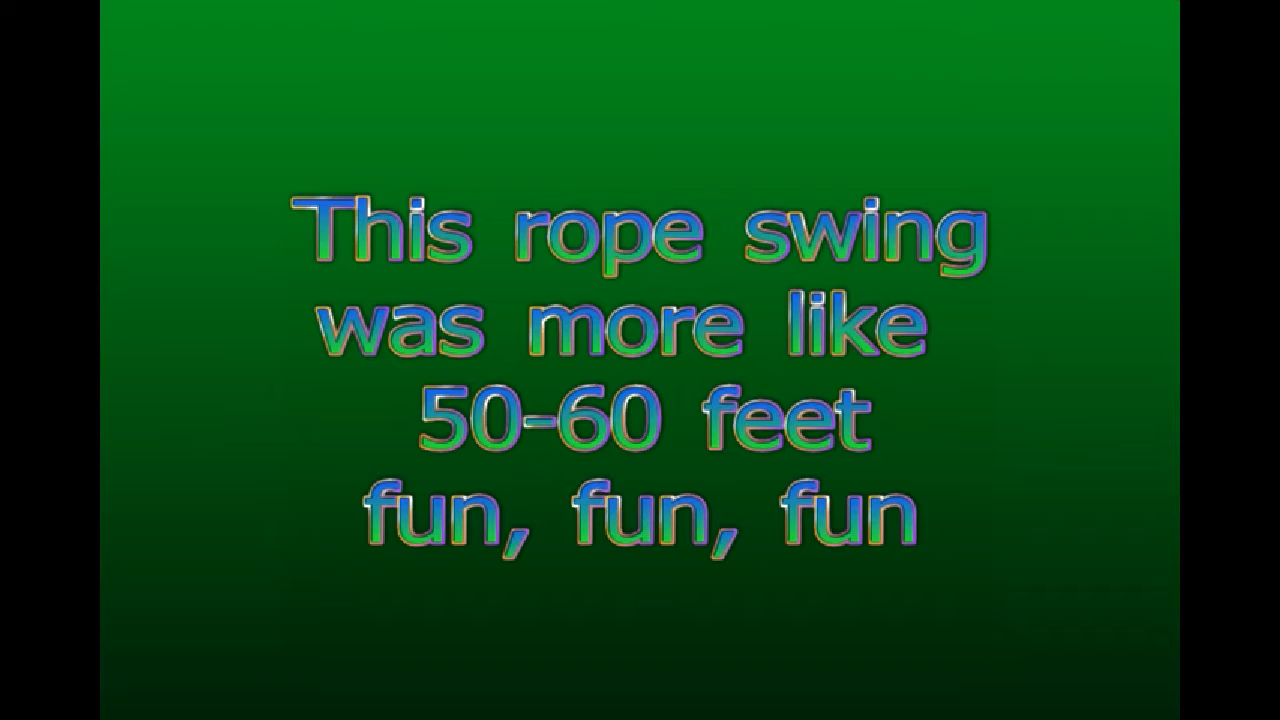 This rope swing
was more like
50-60 feet
fun, fun, fun